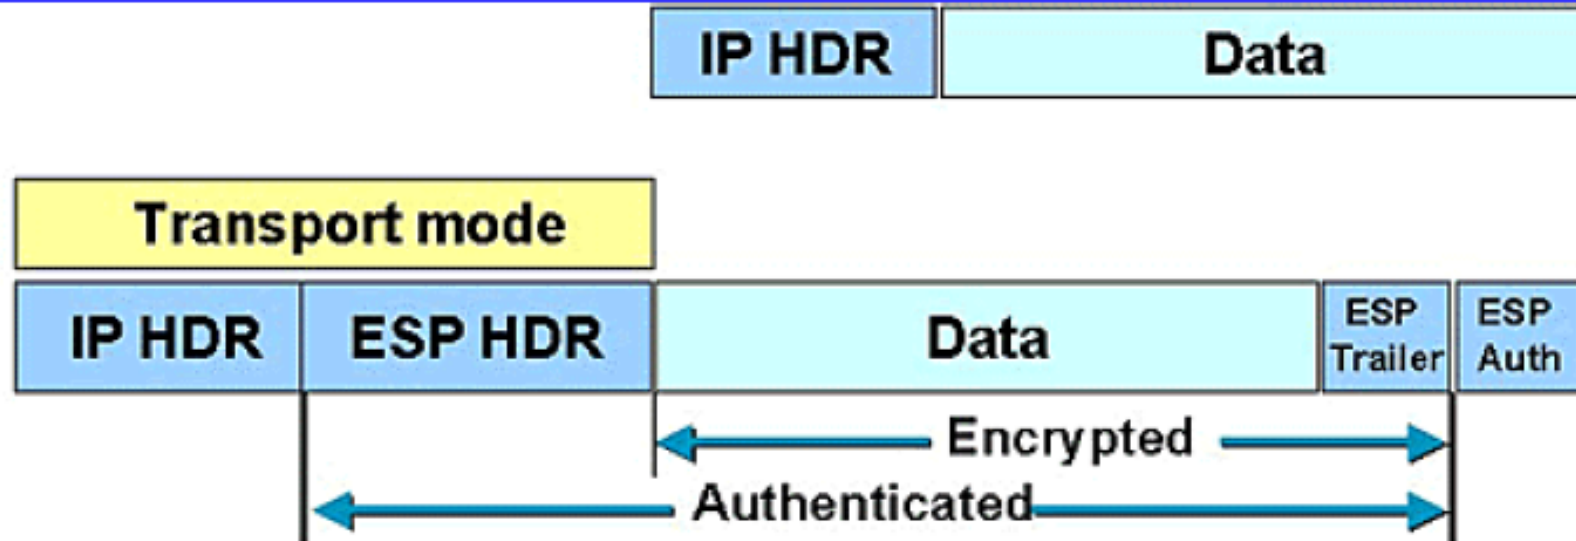 IP HDR Data
Transport mode
IP HDR ESP HDR Data ESP Trailer ESP Auth
Encrypted
Authenticated